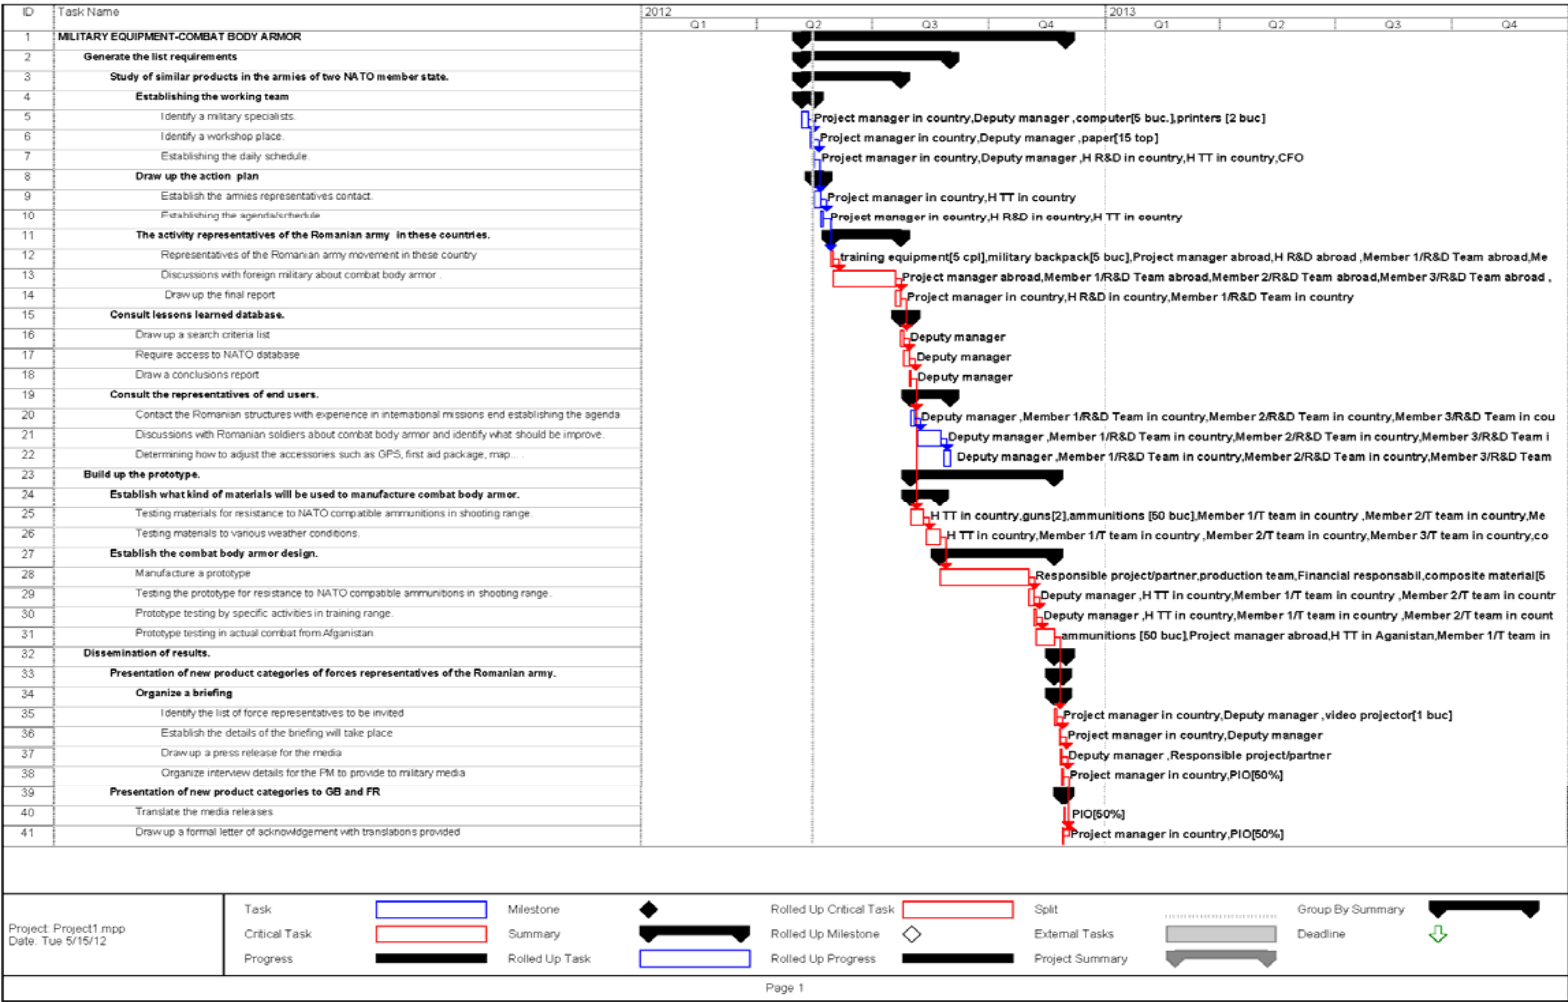 ID Task Name 2012 2013
Q1 Q2 Q3 Q4 Q1 Q2 Q3 Q4
1 MILITARY EQUIPMENT-COMBAT BODY ARMOR
2 Generate the list requirements
3 Study of similar products in the armies of two NATO member state.
4 Establishing the working team
5 Identify a military specialists. Project manager in country,Deputy manager ,computer[5 buc.],printers [2 buc]
6 Identify a workshop place. Project manager in country,Deputy manager ,paper[15 top]
7 Establishing the daily schedule. Project manager in country,Deputy manager ,H R&D in country,H TT in country,CFO
8 Draw up the action plan
9 Establish the armies representatives contact. Project manager in country,H TT in country
10 Establishing the agenda/schedule Project manager in country,H R&D in country,H TT in country
11 The activity representatives of the Romanian army in these countries.
12 Representatives of the Romanian army movement in these country training equipment[5 cpl],military backpack[5 buc],Project manager abroad,H R&D abroad ,Member 1/R&D Team abroad,Me
13 Discussions with foreign military about combat body armor . Project manager abroad,Member 1/R&D Team abroad,Member 2/R&D Team abroad,Member 3/R&D Team abroad ,
14 Draw up the final report Project manager in country,H R&D in country,Member 1/R&D Team in country
15 Consult lessons learned database.
16 Draw up a search criteria list Deputy manager
17 Require access to NATO database Deputy manager
18 Draw a conclusions report Deputy manager
19 Consult the representatives of end users.
20 Contact the Romanian structures with experience in international missions end establishing the agenda Deputy manager ,Member 1/R&D Team in country,Member 2/R&D Team in country,Member 3/R&D Team in cou
21 Discussions with Romanian soldiers about combat body armor and identify what should be improve. Deputy manager ,Member 1/R&D Team in country,Member 2/R&D Team in country,Member 3/R&D Team i
22 Determining how to adjust the accessories such as GPS, first aid package, map... . Deputy manager ,Member 1/R&D Team in country,Member 2/R&D Team in country,Member 3/R&D Team
23 Build up the prototype.
24 Establish what kind of materials will be used to manufacture combat body armor.
25 Testing materials for resistance to NATO compatible ammunitions in shooting range. H TT in country,guns[2],ammunitions [50 buc],Member 1/T team in country ,Member 2/T team in country,Me
26 Testing materials to various weather conditions. H TT in country,Member 1/T team in country ,Member 2/T team in country,Member 3/T team in country,co
27 Establish the combat body armor design.
28 Manufacture a prototype Responsible project/partner,production team,Financial responsabil,composite material[5
29 Testing the prototype for resistance to NATO compatible ammunitions in shooting range. Deputy manager ,H TT in country,Member 1/T team in country ,Member 2/T team in countr
30 Prototype testing by specific activities in training range. Deputy manager ,H TT in country,Member 1/T team in country ,Member 2/T team in count
31 Prototype testing in actual combat from Afganistan. ammunitions [50 buc],Project manager abroad,H TT in Aganistan,Member 1/T team in
32 Dissemination of results.
33 Presentation of new product categories of forces representatives of the Romanian army.
34 Organize a briefing
35 Identify the list of force representatives to be invited Project manager in country,Deputy manager ,video projector[1 buc]
36 Establish the details of the briefing will take place Project manager in country,Deputy manager
37 Draw up a press release for the media Deputy manager ,Responsible project/partner
38 Organize interview details for the PM to provide to military media Project manager in country,PIO[50%]
39 Presentation of new product categories to GB and FR
40 Translate the media releases PIO[50%]
41 Draw up a formal letter of acknowldgement with translations provided Project manager in country,PIO[50%]
Project: Project1.mpp
Date: Tue 5/15/12
Task Milestone Rolled Up Critical Task Split Group By Summary
Critical Task Summary Rolled Up Milestone External Tasks Deadline
Progress Rolled Up Task Rolled Up Progress Project Summary
Page 1